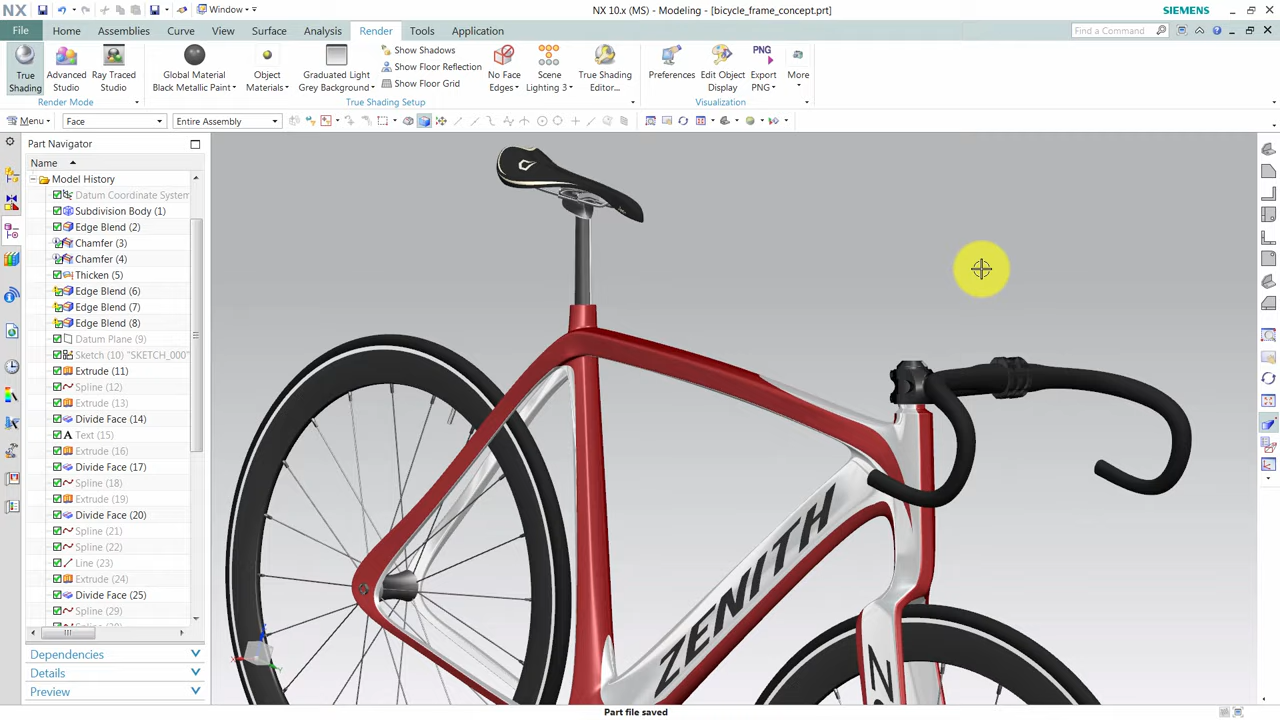 NX
Window
NX 10.x (MS) - Modeling - [bicycle_frame_concept.prt]
SIEMENS
File
Home
Assemblies
Curve
View
Surface
Analysis
Render
Tools
Application
Find a Command
True
Shading
Advanced
Studio
Ray Traced
Studio
Render Mode
Global Material
Black Metallic Paint
Object
Materials
Graduated Light
Grey Background
Show Shadows
Show Floor Reflection
Show Floor Grid
No Face
Edges
Scene
Lighting 3
True Shading
Editor...
True Shading Setup
Preferences
Edit Object
Display
PNG
Export
PNG
More
Visualization
Menu
Face
Entire Assembly
Part Navigator
Name
Model History
Datum Coordinate System
Subdivision Body (1)
Edge Blend (2)
Chamfer (3)
Chamfer (4)
Thicken (5)
Edge Blend (6)
Edge Blend (7)
Edge Blend (8)
Datum Plane (9)
Sketch (10) "SKETCH_000"
Extrude (11)
Spline (12)
Extrude (13)
Divide Face (14)
Text (15)
Extrude (16)
Divide Face (17)
Spline (18)
Extrude (19)
Divide Face (20)
Spline (21)
Spline (22)
Line (23)
Extrude (24)
Divide Face (25)
Spline (29)
Dependencies
Details
Preview
ZENITH
Part file saved